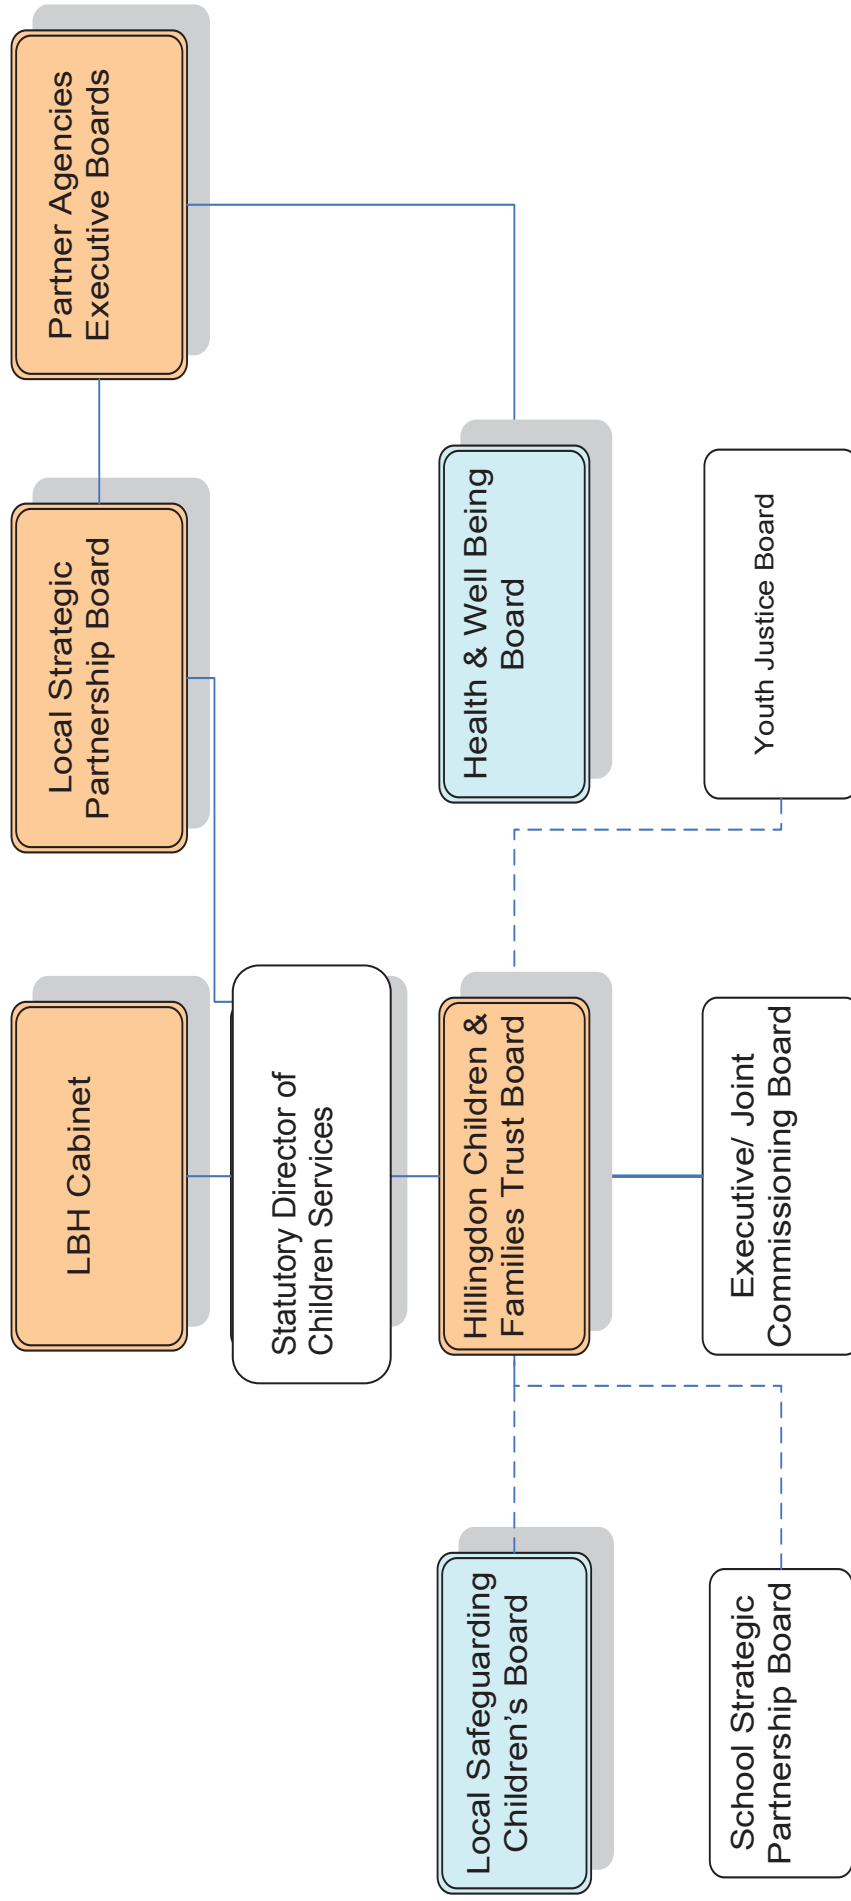 LBH Cabinet
Local Strategic
Partnership Board
Partner Agencies
Executive Boards
Statutory Director of
Children Services
Local Safeguarding
Children’s Board
Hillingdon Children &
Families Trust Board
Health & Well Being
Board
School Strategic
Partnership Board
Executive/ Joint
Commissioning Board
Youth Justice Board